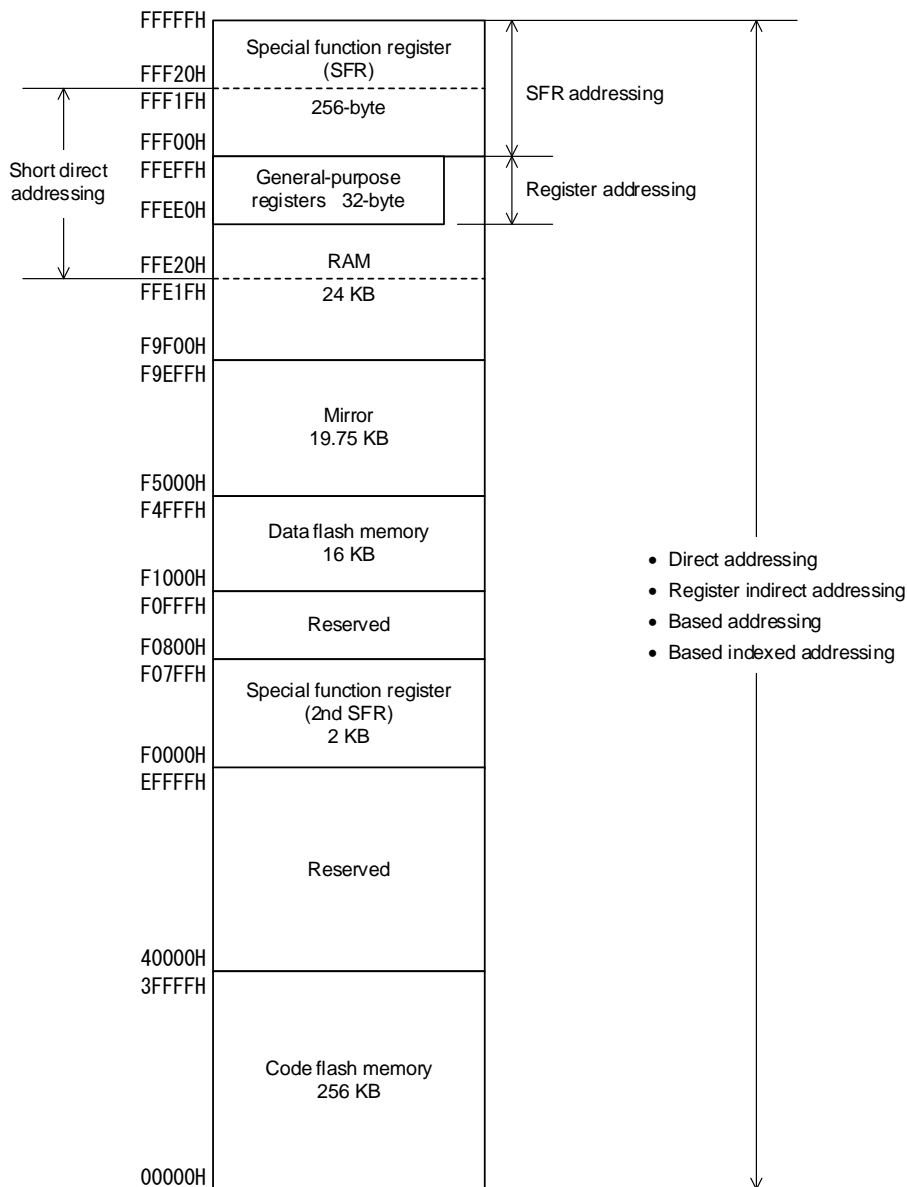 FFFFFH
Special function register
(SFR)
FFF20H
FFF1FH
256-byte
SFR addressing
FFF00H
Short direct
addressing
FFEFFH
General-purpose
registers 32-byte
Register addressing
FFEE0H
RAM
FFE20H
FFE1FH
24 KB
F9F00H
F9EFFH
Mirror
19.75 KB
F5000H
F4FFFH
Data flash memory
16 KB
F1000H
F0FFFH
Reserved
F0800H
F07FFH
Special function register
(2nd SFR)
2 KB
F0000H
EFFFFH
• Direct addressing
• Register indirect addressing
• Based addressing
• Based indexed addressing
Reserved
40000H
3FFFFH
Code flash memory
256 KB
00000H